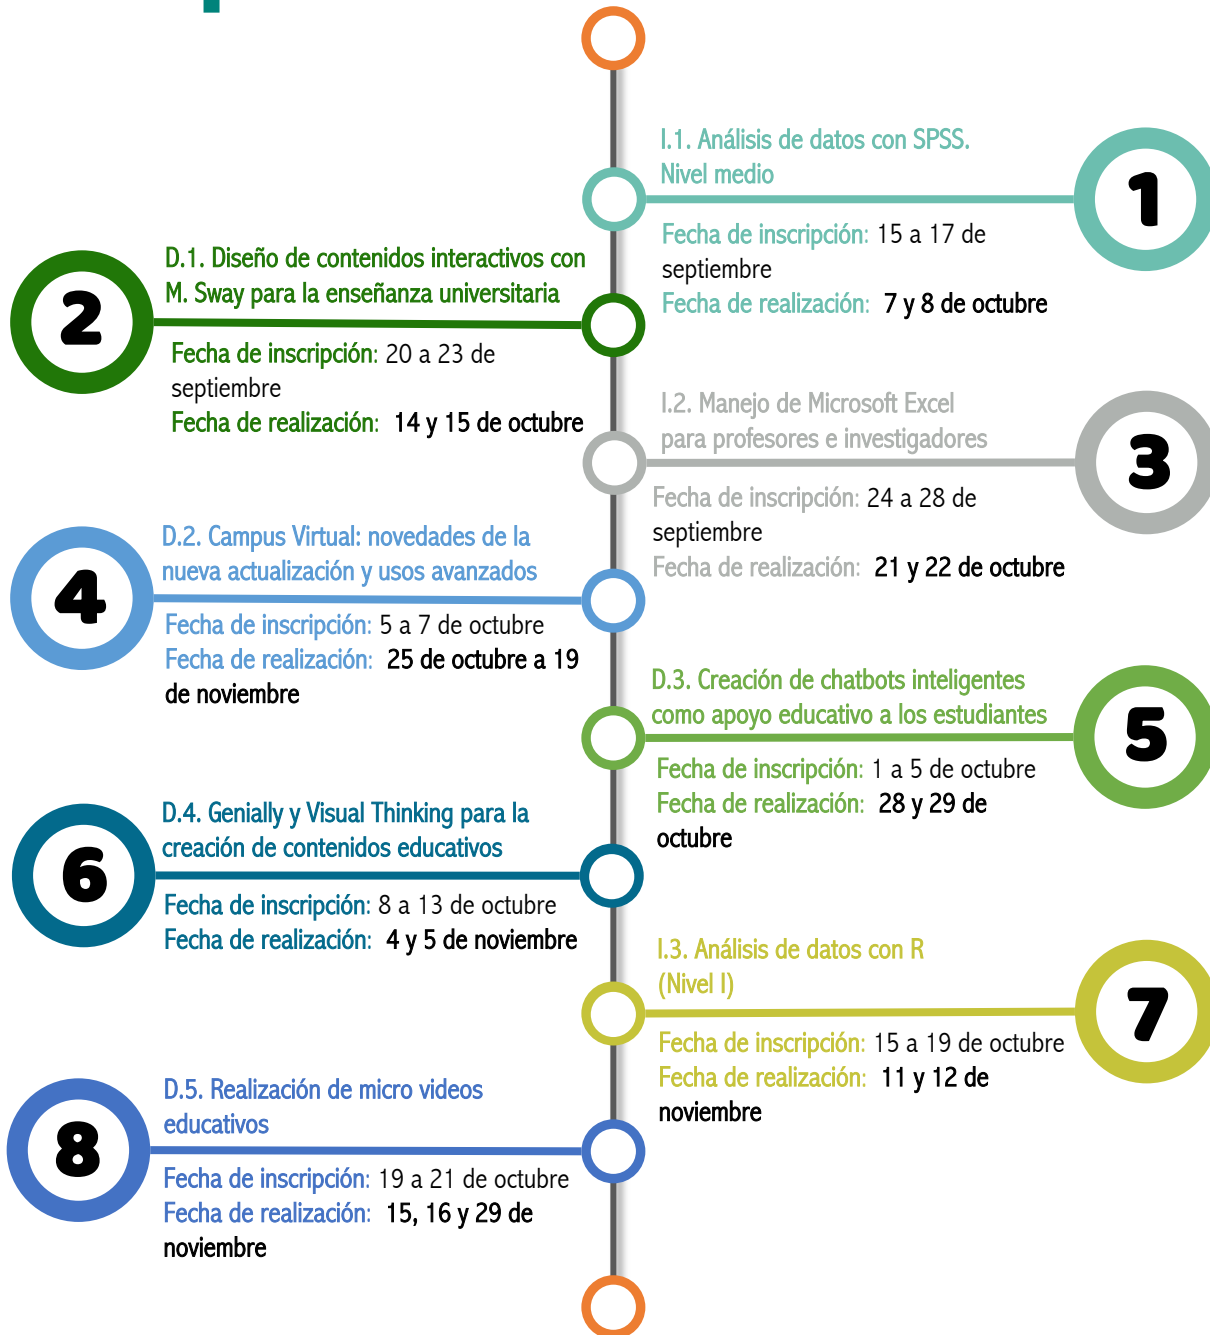 I.1. Análisis de datos con SPSS.
Nivel medio
1
Fecha de inscripción: 15 a 17 de
septiembre
Fecha de realización: 7 y 8 de octubre
D.1. Diseño de contenidos interactivos con
M. Sway para la enseñanza universitaria
2
Fecha de inscripción: 20 a 23 de
septiembre
Fecha de realización: 14 y 15 de octubre
I.2. Manejo de Microsoft Excel
para profesores e investigadores
3
Fecha de inscripción: 24 a 28 de
septiembre
Fecha de realización: 21 y 22 de octubre
D.2. Campus Virtual: novedades de la
nueva actualización y usos avanzados
4
Fecha de inscripción: 5 a 7 de octubre
Fecha de realización: 25 de octubre a 19
de noviembre
D.3. Creación de chatbots inteligentes
como apoyo educativo a los estudiantes
5
Fecha de inscripción: 1 a 5 de octubre
Fecha de realización: 28 y 29 de
octubre
D.4. Genially y Visual Thinking para la
creación de contenidos educativos
6
Fecha de inscripción: 8 a 13 de octubre
Fecha de realización: 4 y 5 de noviembre
I.3. Análisis de datos con R
(Nivel I)
7
Fecha de inscripción: 15 a 19 de octubre
Fecha de realización: 11 y 12 de
noviembre
D.5. Realización de micro videos
educativos
8
Fecha de inscripción: 19 a 21 de octubre
Fecha de realización: 15, 16 y 29 de
noviembre